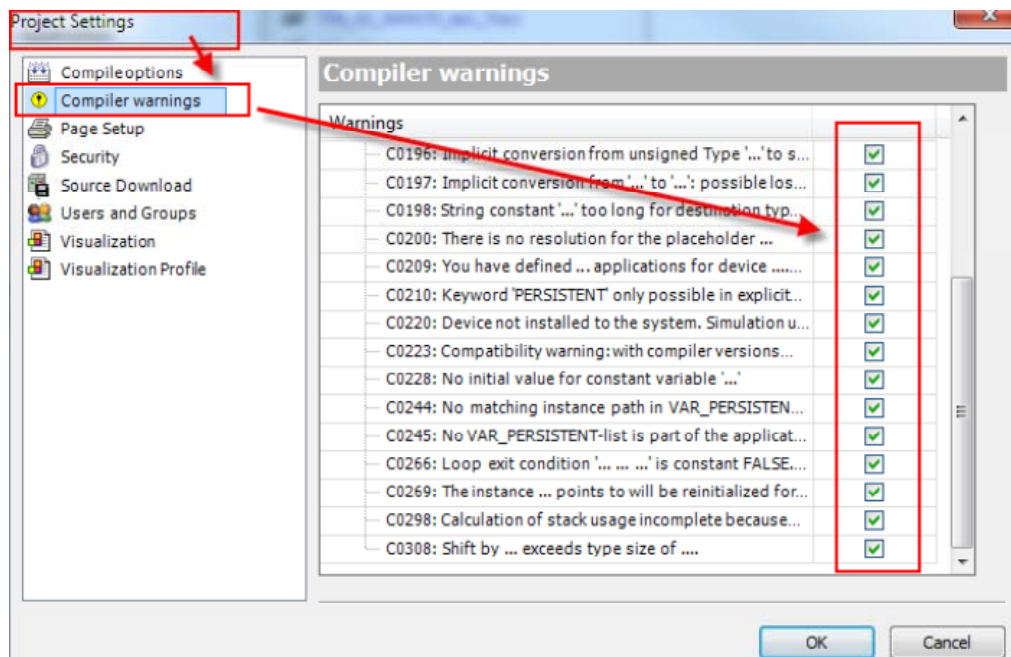 Project Settings
Compileoptions
Compiler warnings
Page Setup
Security
Source Download
Users and Groups
Visualization
Visualization Profile
Compiler warnings
Warnings
C0196: Implicit conversion from unsigned Type '...' to s...
C0197: Implicit conversion from '...' to '...': possible los...
C0198: String constant '...' too long for destination typ...
C0200: There is no resolution for the placeholder ...
C0209: You have defined ... applications for device ......
C0210: Keyword 'PERSISTENT' only possible in explicit...
C0220: Device not installed to the system. Simulation u...
C0223: Compatibility warning: with compiler versions...
C0228: No initial value for constant variable '...'
C0244: No matching instance path in VAR_PERSISTEN...
C0245: No VAR_PERSISTENT-list is part of the applicat...
C0266: Loop exit condition '... ... ...' is constant FALSE....
C0269: The instance ... points to will be reinitialized for...
C0298: Calculation of stack usage incomplete because...
C0308: Shift by ... exceeds type size of ....
OK
Cancel